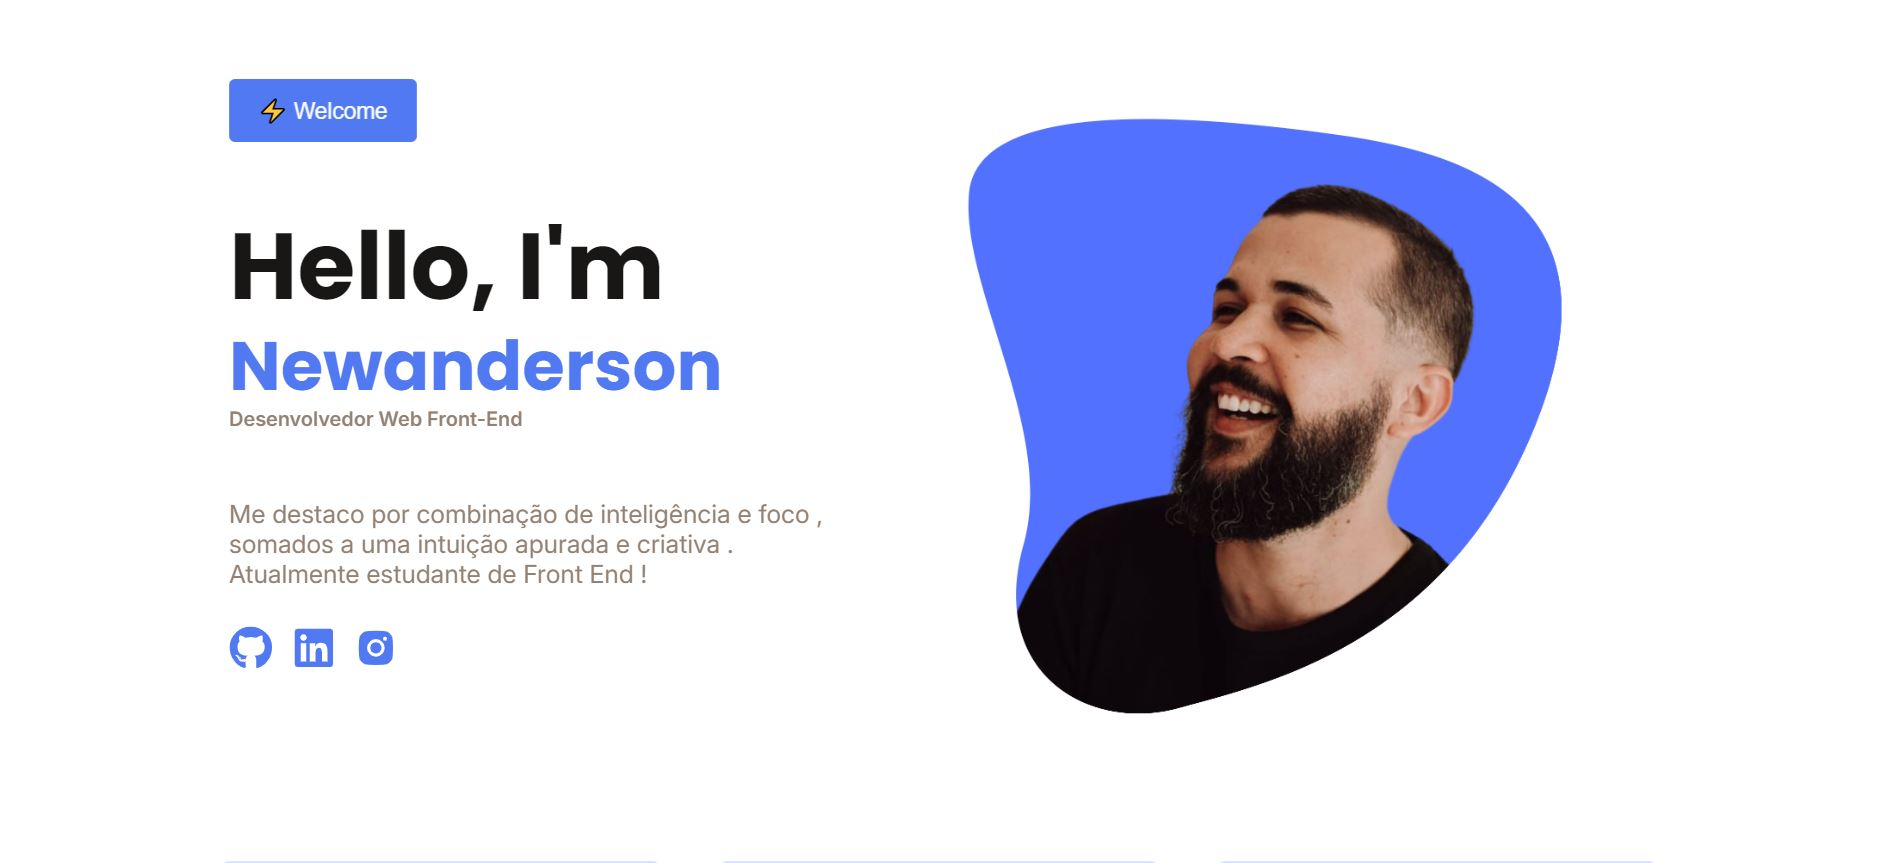 ⚡ Welcome
Hello, I'm
Newanderson
Desenvolvedor Web Front-End
Me destaco por combinação de inteligência e foco ,
somados a uma intuição apurada e criativa .
Atualmente estudante de Front End !
in